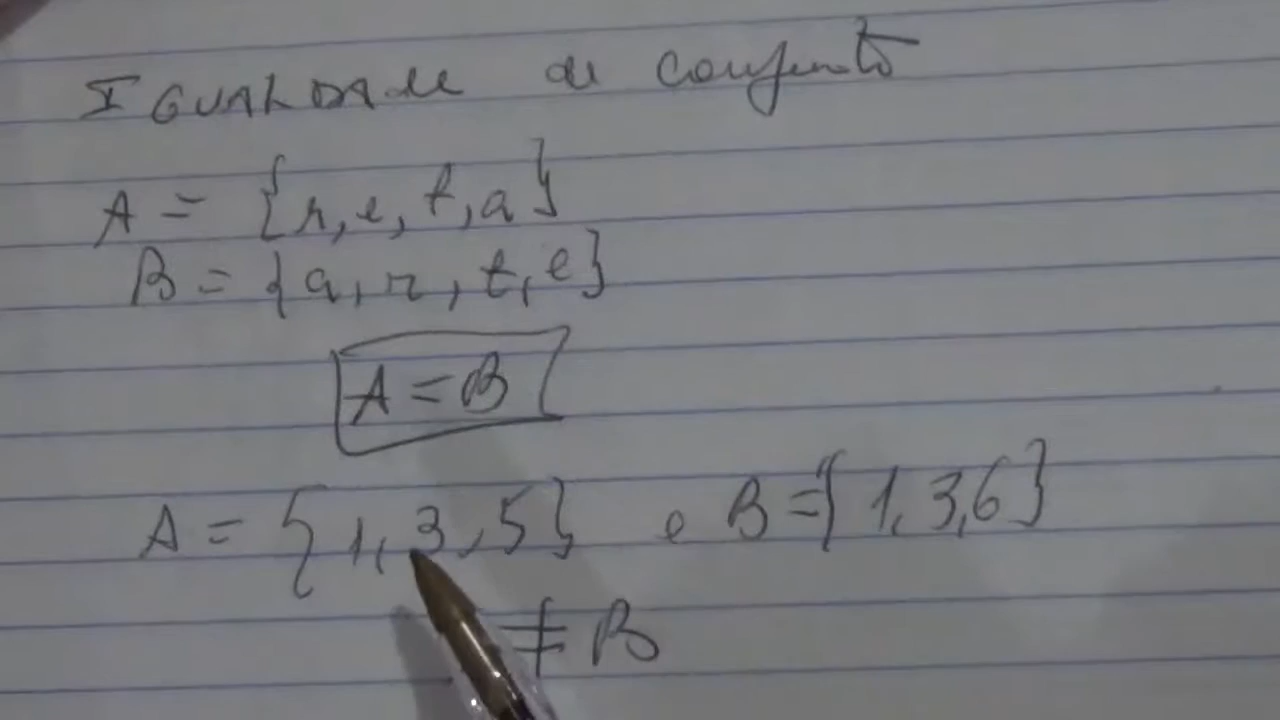 IGUALDADE de conjunto
A = {r, e, t, a}
B = {a, r, t, e}
A = B
A = {1, 3, 5} e B = {1, 3, 6}
≠ B